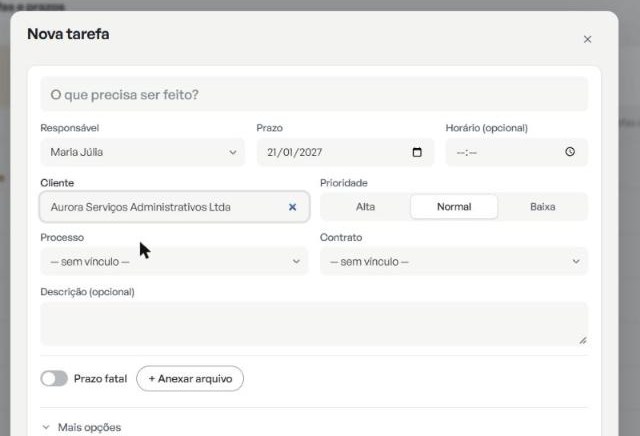 Nova tarefa
O que precisa ser feito?
Responsável Prazo Horário (opcional)
Maria Júlia 21/01/2027 --:--
Cliente Prioridade
Aurora Serviços Administrativos Ltda Alta Normal Baixa
Processo Contrato
— sem vínculo — — sem vínculo —
Descrição (opcional)
Prazo fatal + Anexar arquivo
Mais opções